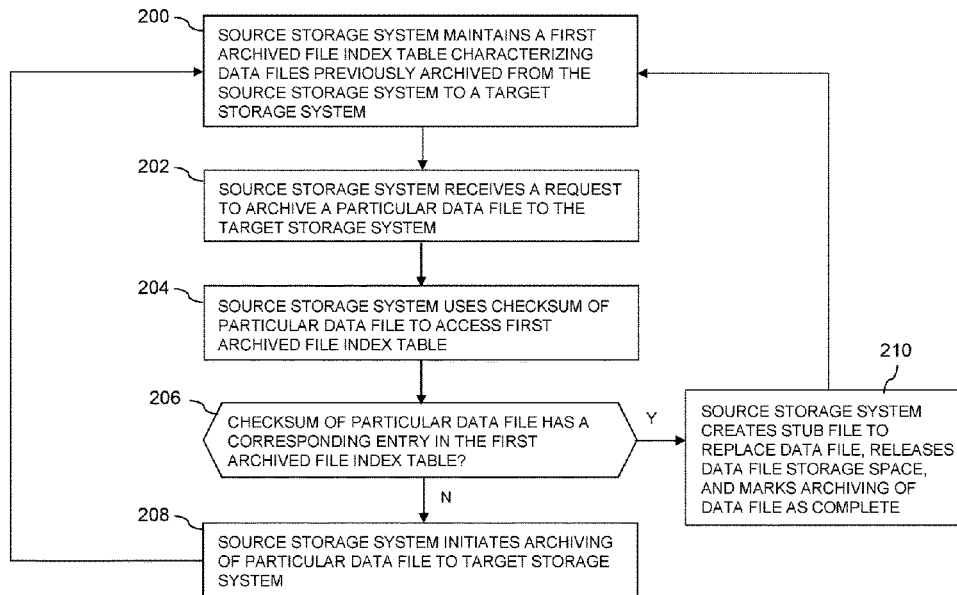 200
SOURCE STORAGE SYSTEM MAINTAINS A FIRST
ARCHIVED FILE INDEX TABLE CHARACTERIZING
DATA FILES PREVIOUSLY ARCHIVED FROM THE
SOURCE STORAGE SYSTEM TO A TARGET
STORAGE SYSTEM
202
SOURCE STORAGE SYSTEM RECEIVES A REQUEST
TO ARCHIVE A PARTICULAR DATA FILE TO THE
TARGET STORAGE SYSTEM
204
SOURCE STORAGE SYSTEM USES CHECKSUM OF
PARTICULAR DATA FILE TO ACCESS FIRST
ARCHIVED FILE INDEX TABLE
206
CHECKSUM OF PARTICULAR DATA FILE HAS A
CORRESPONDING ENTRY IN THE FIRST
ARCHIVED FILE INDEX TABLE?
Y
210
SOURCE STORAGE SYSTEM
CREATES STUB FILE TO
REPLACE DATA FILE, RELEASES
DATA FILE STORAGE SPACE,
AND MARKS ARCHIVING OF
DATA FILE AS COMPLETE
N
208
SOURCE STORAGE SYSTEM INITIATES ARCHIVING
OF PARTICULAR DATA FILE TO TARGET STORAGE
SYSTEM